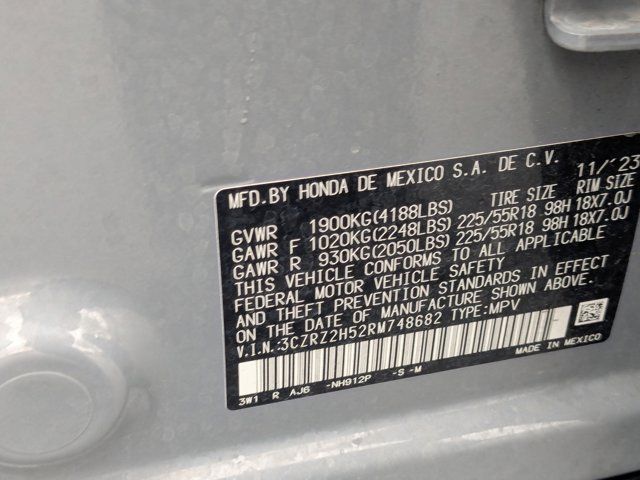 MFD.BY HONDA DE MEXICO S.A. DE C.V. 11/'23
GVWR 1900KG(4188LBS) TIRE SIZE RIM SIZE
GAWR F 1020KG(2248LBS) 225/55R18 98H 18X7.0J
GAWR R 930KG(2050LBS) 225/55R18 98H 18X7.0J
THIS VEHICLE CONFORMS TO ALL APPLICABLE
FEDERAL MOTOR VEHICLE SAFETY
AND THEFT PREVENTION STANDARDS IN EFFECT
ON THE DATE OF MANUFACTURE SHOWN ABOVE.
V.I.N.:3CZRZ2H52RM748682 TYPE:MPV
MADE IN MEXICO
3W1 R AJ6 -NH912P -S -M